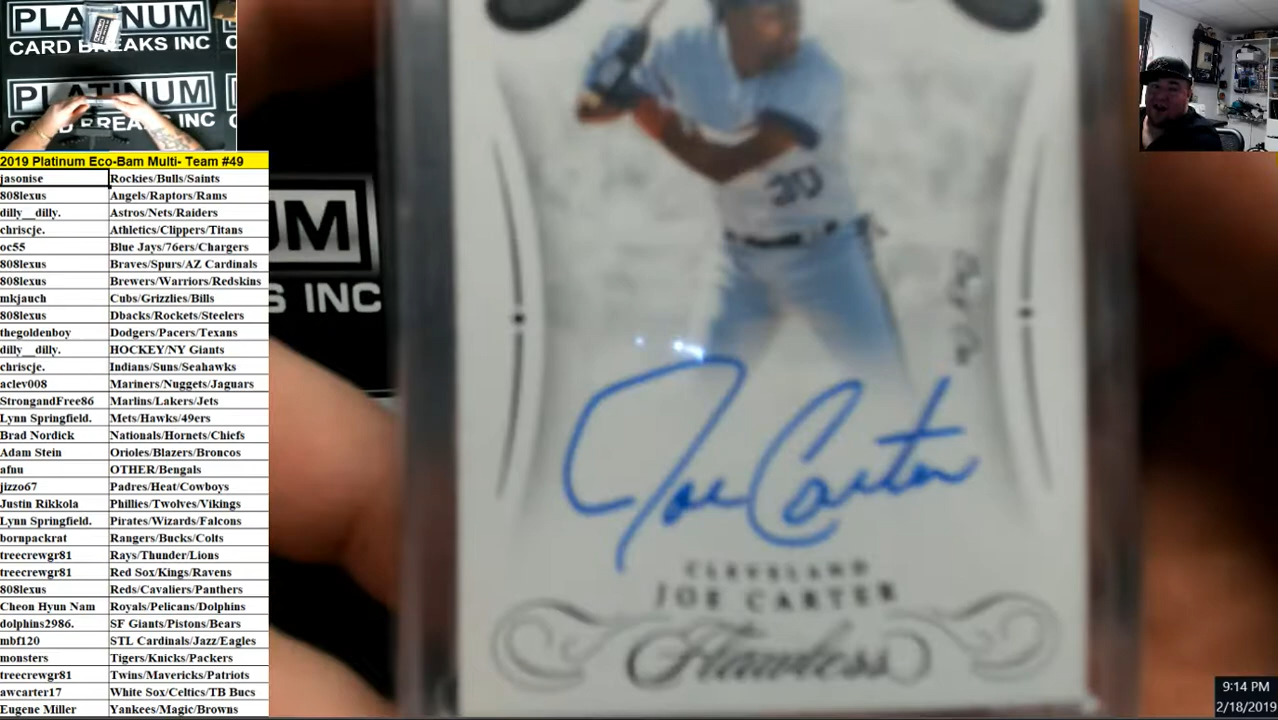 PLATINUM
CARD BREAKS INC
PLATINUM
CARD BREAKS INC
2019 Platinum Eco-Bam Multi- Team #49
jasonise Rockies/Bulls/Saints
808lexus Angels/Raptors/Rams
dilly__dilly. Astros/Nets/Raiders
chriscje. Athletics/Clippers/Titans
oc55 Blue Jays/76ers/Chargers
808lexus Braves/Spurs/AZ Cardinals
808lexus Brewers/Warriors/Redskins
mkjauch Cubs/Grizzlies/Bills
808lexus Dbacks/Rockets/Steelers
thegoldenboy Dodgers/Pacers/Texans
dilly__dilly. HOCKEY/NY Giants
chriscje. Indians/Suns/Seahawks
aclev008 Mariners/Nuggets/Jaguars
StrongandFree86 Marlins/Lakers/Jets
Lynn Springfield. Mets/Hawks/49ers
Brad Nordick Nationals/Hornets/Chiefs
Adam Stein Orioles/Blazers/Broncos
afnu OTHER/Bengals
jizzo67 Padres/Heat/Cowboys
Justin Rikkola Phillies/Twolves/Vikings
Lynn Springfield. Pirates/Wizards/Falcons
bornpackrat Rangers/Bucks/Colts
treecrewgr81 Rays/Thunder/Lions
treecrewgr81 Red Sox/Kings/Ravens
808lexus Reds/Cavaliers/Panthers
Cheon Hyun Nam Royals/Pelicans/Dolphins
dolphins2986. SF Giants/Pistons/Bears
mbf120 STL Cardinals/Jazz/Eagles
monsters Tigers/Knicks/Packers
treecrewgr81 Twins/Mavericks/Patriots
awcarter17 White Sox/Celtics/TB Bucs
Eugene Miller Yankees/Magic/Browns
UM
S INC
30
Joe Carter
CLEVELAND
JOE CARTER
Flawless
9:14 PM
2/18/2019